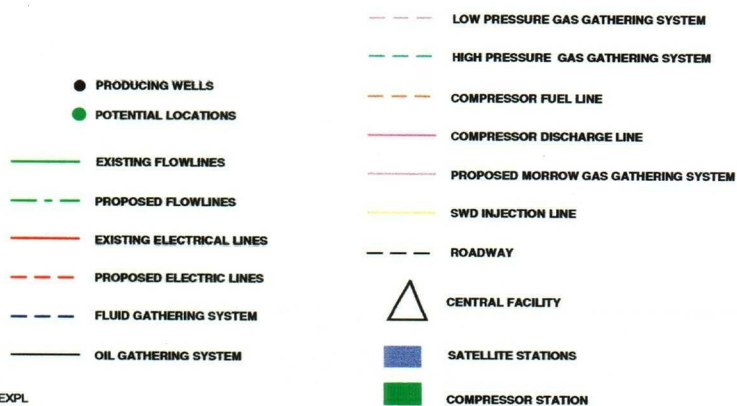 PRODUCING WELLS
POTENTIAL LOCATIONS
EXISTING FLOWLINES
PROPOSED FLOWLINES
EXISTING ELECTRICAL LINES
PROPOSED ELECTRIC LINES
FLUID GATHERING SYSTEM
OIL GATHERING SYSTEM
EXPL
LOW PRESSURE GAS GATHERING SYSTEM
HIGH PRESSURE GAS GATHERING SYSTEM
COMPRESSOR FUEL LINE
COMPRESSOR DISCHARGE LINE
PROPOSED MORROW GAS GATHERING SYSTEM
SWD INJECTION LINE
ROADWAY
CENTRAL FACILITY
SATELLITE STATIONS
COMPRESSOR STATION